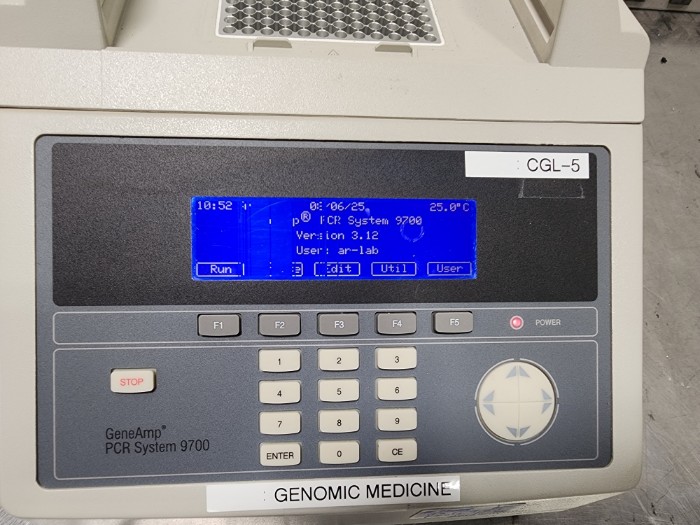 CGL-5
10:52 25.0°C
p® PCR System 9700
Version 3.12
User: ar-lab
Run Edit Util User
F1 F2 F3 F4 F5 POWER
STOP
1 2 3
4 5 6
7 8 9
ENTER 0 CE
GeneAmp®
PCR System 9700
GENOMIC MEDICINE